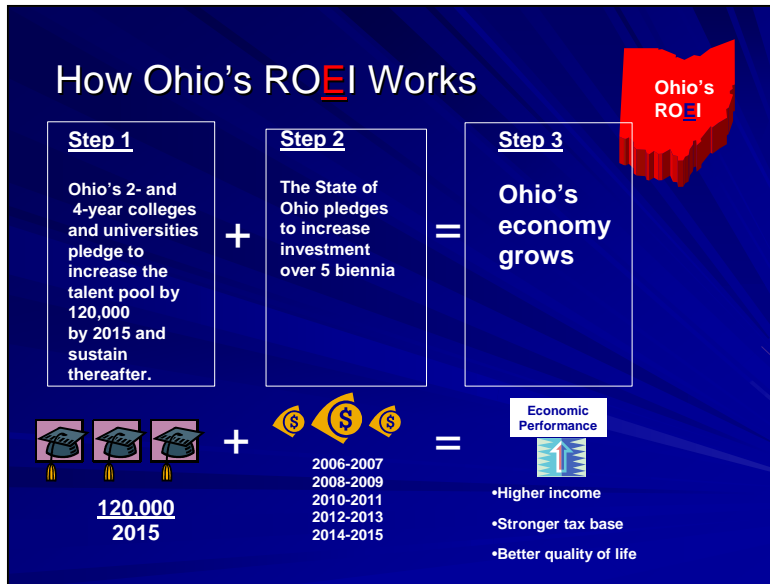 How Ohio's ROEI Works
Ohio's
ROEI
Step 1
Ohio's 2- and
4-year colleges
and universities
pledge to
increase the
talent pool by
120,000
by 2015 and
sustain
thereafter.
+
Step 2
The State of
Ohio pledges
to increase
investment
over 5 biennia
=
Step 3
Ohio's
economy
grows
120,000
2015
+
$ $ $
2006-2007
2008-2009
2010-2011
2012-2013
2014-2015
=
Economic
Performance
•Higher income
•Stronger tax base
•Better quality of life